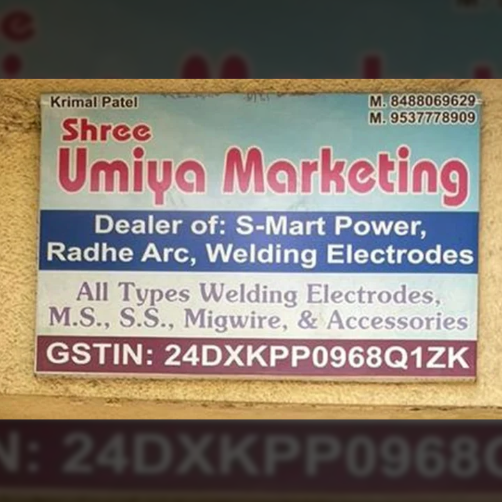 Krimal Patel
M. 8488069629
M. 9537778909
Shree
Umiya Marketing
Dealer of: S-Mart Power,
Radhe Arc, Welding Electrodes
All Types Welding Electrodes,
M.S., S.S., Migwire, & Accessories
GSTIN: 24DXKPP0968Q1ZK
N: 24DXKPP0968